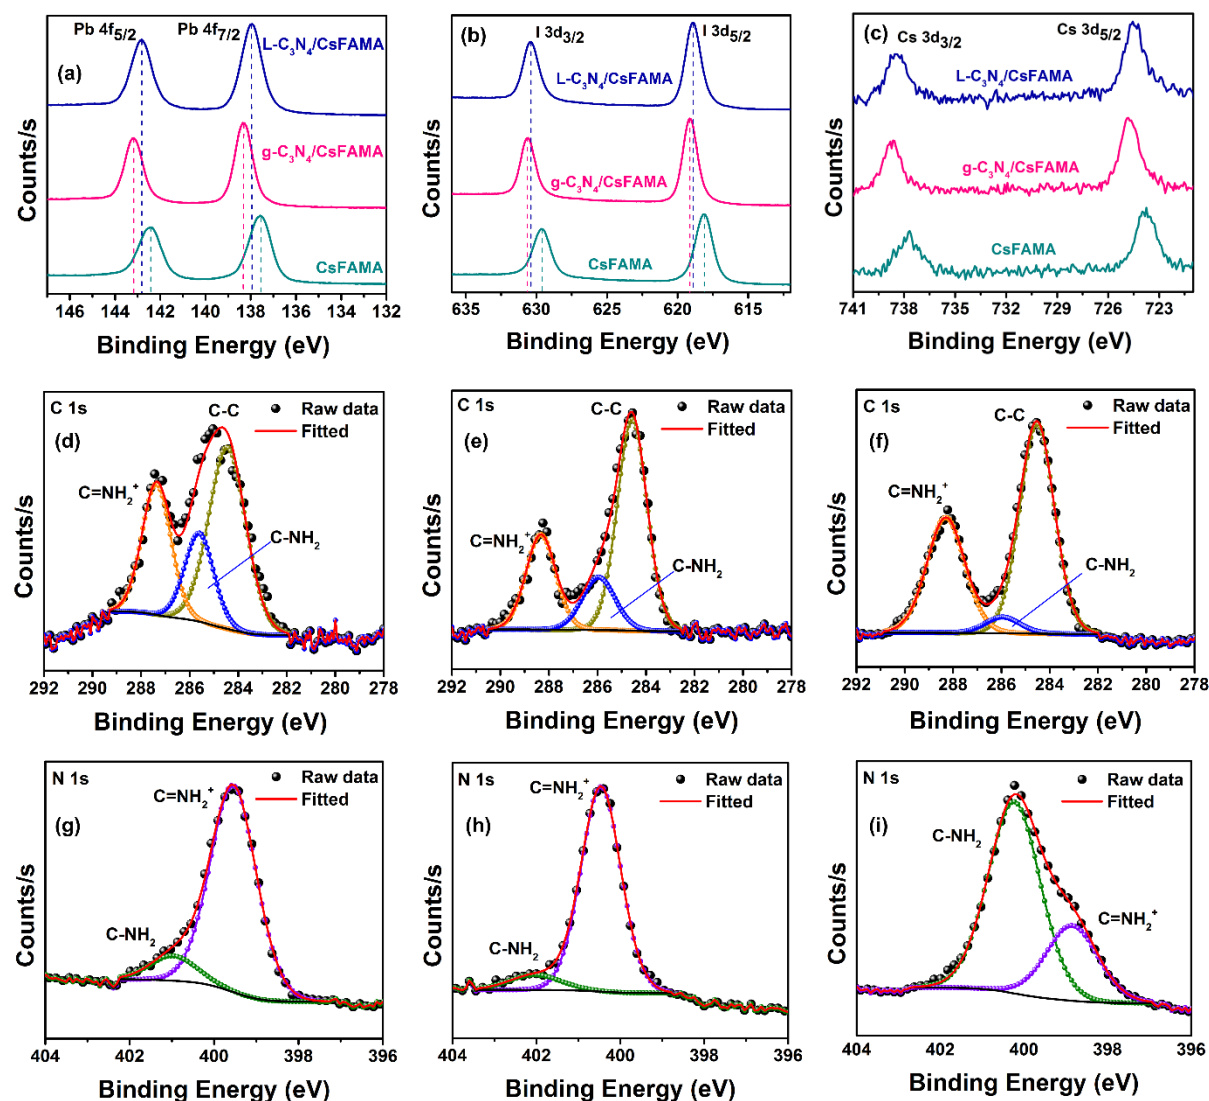 Pb 4f5/2 Pb 4f7/2
L-C3N4/CsFAMA
(a)
g-C3N4/CsFAMA
CsFAMA
Counts/s
146 144 142 140 138 136 134 132
Binding Energy (eV)
I 3d3/2 I 3d5/2
(b)
L-C3N4/CsFAMA
g-C3N4/CsFAMA
CsFAMA
Counts/s
635 630 625 620 615
Binding Energy (eV)
(c)
Cs 3d3/2 Cs 3d5/2
L-C3N4/CsFAMA
g-C3N4/CsFAMA
CsFAMA
Counts/s
741 738 735 732 729 726 723
Binding Energy (eV)
C 1s
C-C
Raw data
Fitted
(d)
C=NH2+
C-NH2
Counts/s
292 290 288 286 284 282 280 278
Binding Energy (eV)
C 1s
C-C
Raw data
Fitted
(e)
C=NH2+
C-NH2
Counts/s
292 290 288 286 284 282 280 278
Binding Energy (eV)
C 1s
C-C
Raw data
Fitted
(f)
C=NH2+
C-NH2
Counts/s
292 290 288 286 284 282 280 278
Binding Energy (eV)
N 1s
C=NH2+
Raw data
Fitted
(g)
C-NH2
Counts/s
404 402 400 398 396
Binding Energy (eV)
N 1s
C=NH2+
Raw data
Fitted
(h)
C-NH2
Counts/s
404 402 400 398 396
Binding Energy (eV)
N 1s
Raw data
Fitted
(i)
C-NH2
C=NH2+
Counts/s
404 402 400 398 396
Binding Energy (eV)